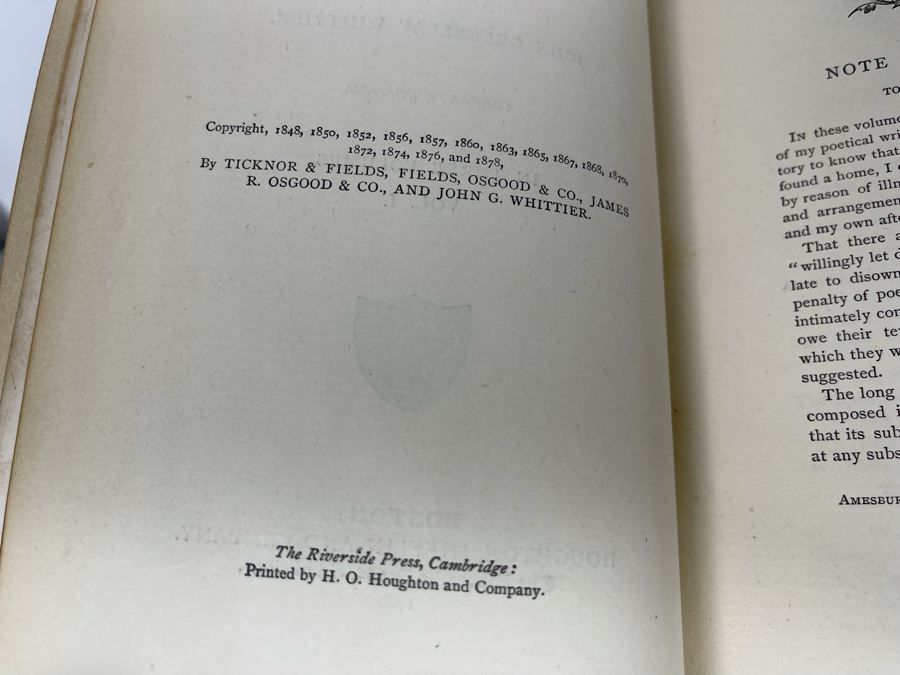 Copyright, 1848, 1850, 1852, 1856, 1857, 1860, 1863, 1865, 1867, 1868, 1870,
1872, 1874, 1876, and 1878,
By TICKNOR & FIELDS, FIELDS, OSGOOD & CO., JAMES
R. OSGOOD & CO., AND JOHN G. WHITTIER.
The Riverside Press, Cambridge:
Printed by H. O. Houghton and Company.
NOTE
TO
IN these volume
of my poetical wri
tory to know that
found a home, I
by reason of illn
and arrangemen
and my own afte
That there a
"willingly let d
late to disown
penalty of poe
intimately con
owe their te
which they w
suggested.
The long
composed i
that its sub
at any subs
AMESBUR